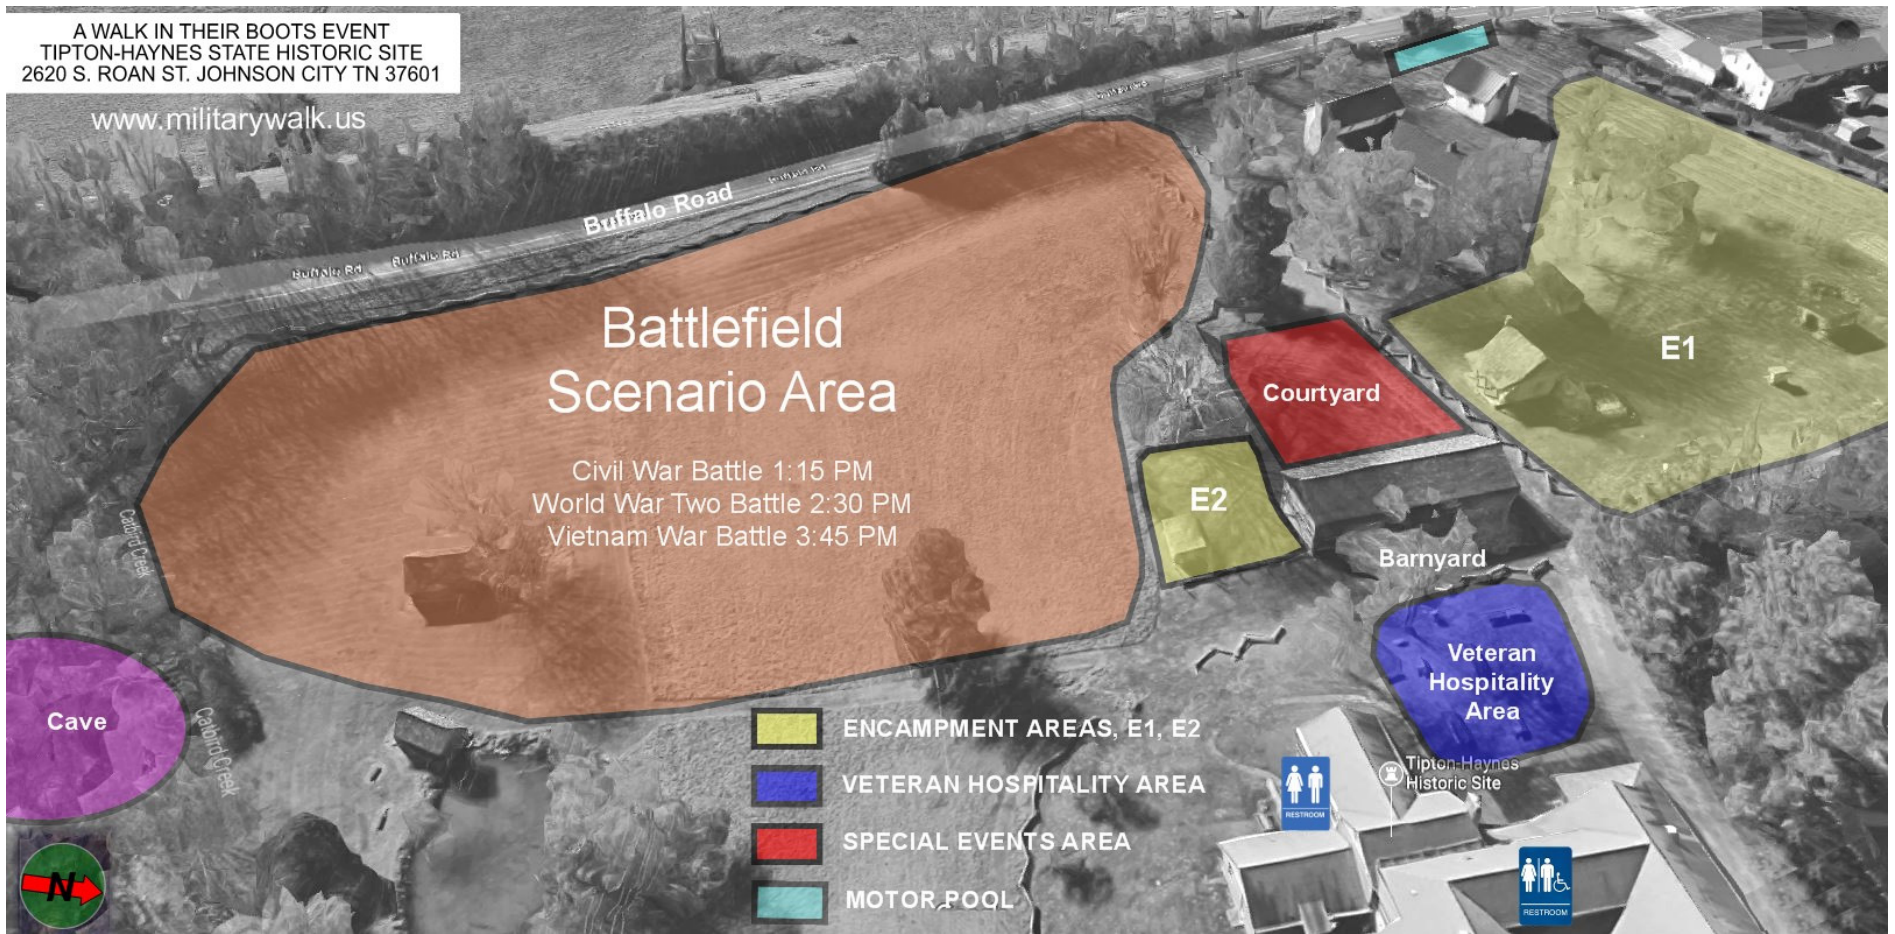 A WALK IN THEIR BOOTS EVENT
TIPTON-HAYNES STATE HISTORIC SITE
2620 S. ROAN ST. JOHNSON CITY TN 37601
www.militarywalk.us
Buffalo Road
Buffalo Rd
Buffalo Rd
Battlefield
Scenario Area
Civil War Battle 1:15 PM
World War Two Battle 2:30 PM
Vietnam War Battle 3:45 PM
E1
Courtyard
E2
Barnyard
Catbird Creek
Veteran
Hospitality
Area
Cave
Catbird Creek
Tipton-Haynes
Historic Site
RESTROOM
RESTROOM
ENCAMPMENT AREAS, E1, E2
VETERAN HOSPITALITY AREA
SPECIAL EVENTS AREA
MOTOR POOL
N